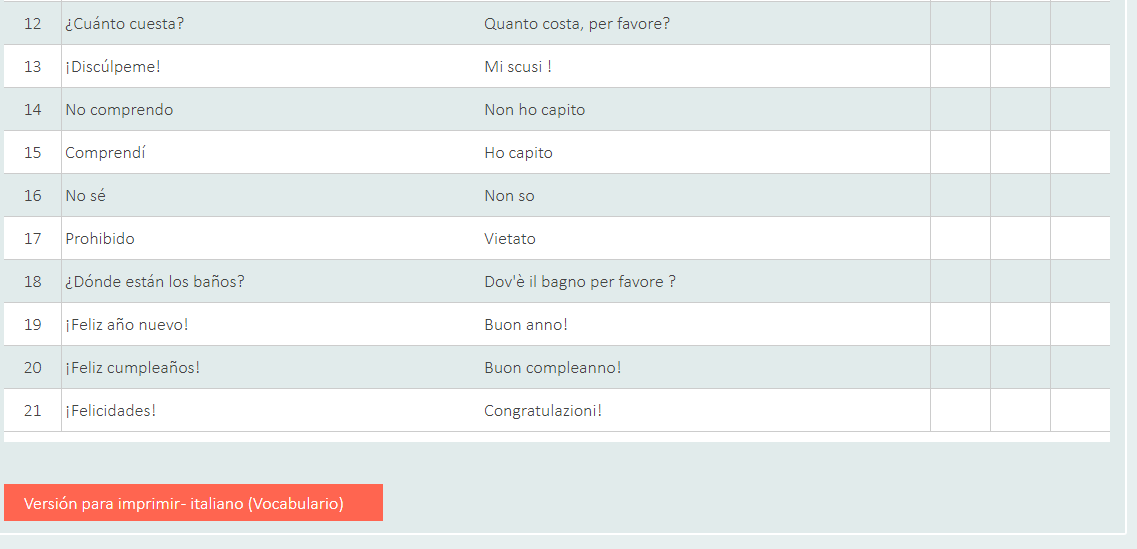 12 ¿Cuánto cuesta? Quanto costa, per favore?
13 ¡Discúlpeme! Mi scusi !
14 No comprendo Non ho capito
15 Comprendí Ho capito
16 No sé Non so
17 Prohibido Vietato
18 ¿Dónde están los baños? Dov'è il bagno per favore ?
19 ¡Feliz año nuevo! Buon anno!
20 ¡Feliz cumpleaños! Buon compleanno!
21 ¡Felicidades! Congratulazioni!
Versión para imprimir- italiano (Vocabulario)